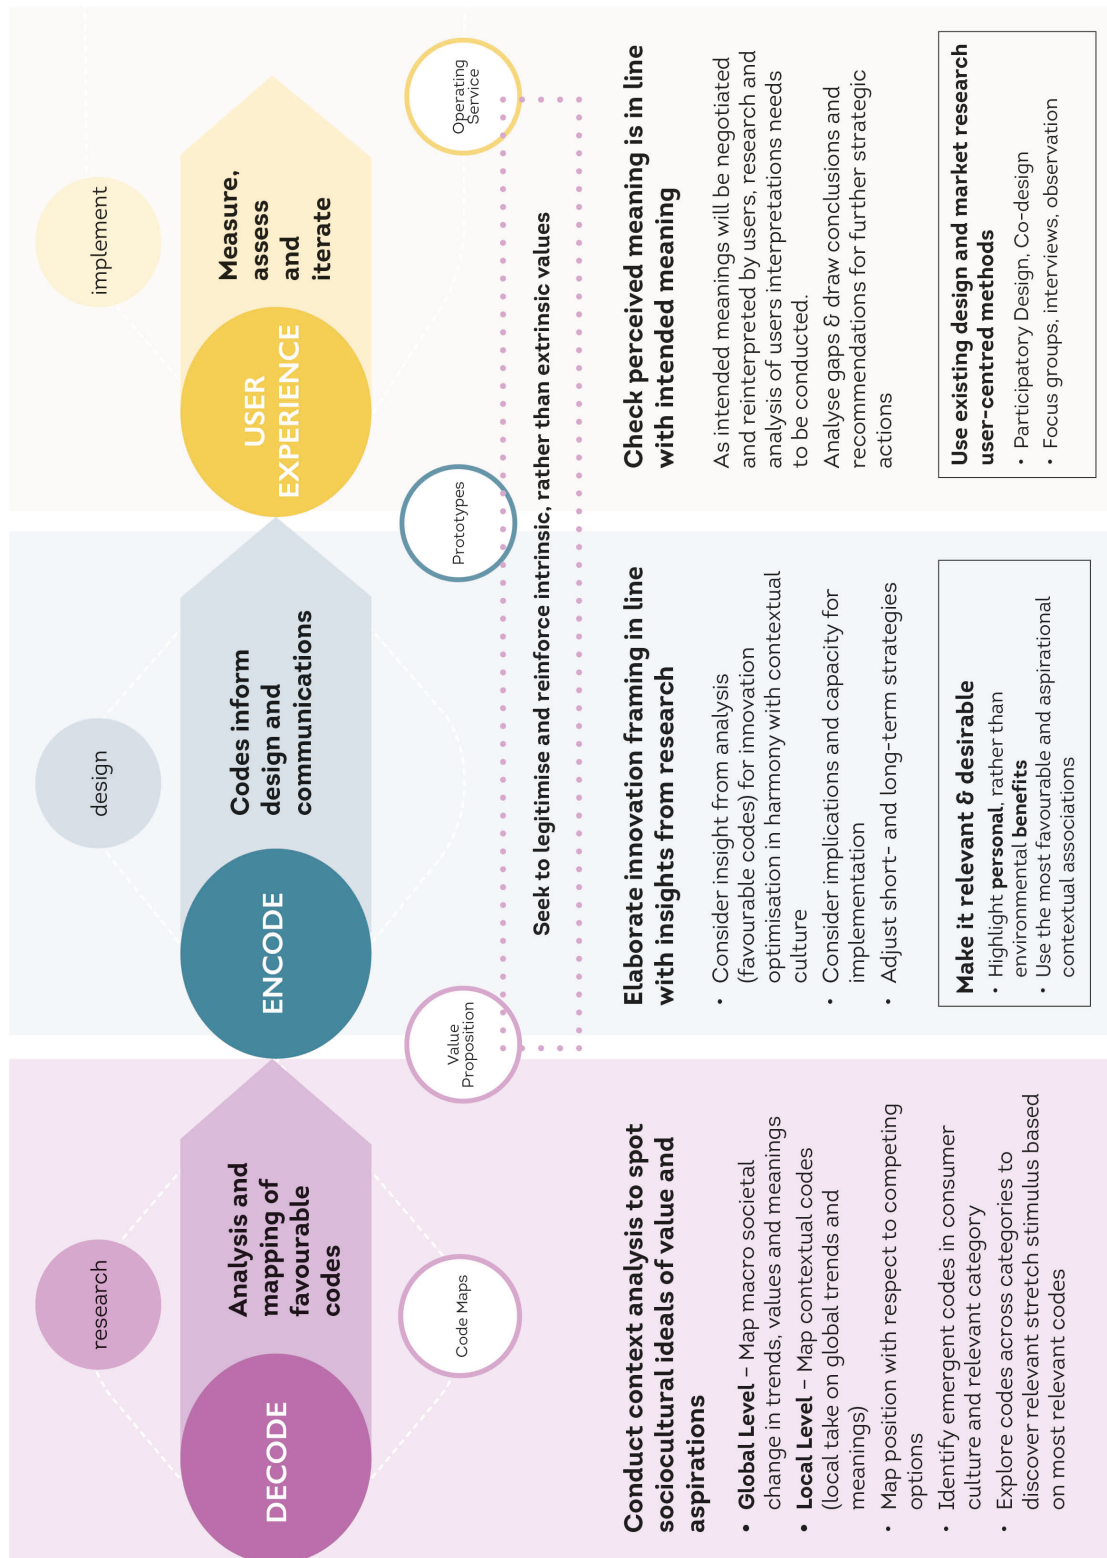 research
DECODE
Analysis and
mapping of
favourable
codes
Code Maps
Conduct context analysis to spot
sociocultural ideals of value and
aspirations
• Global Level – Map macro societal
change in trends, values and meanings
• Local Level – Map contextual codes
(local take on global trends and
meanings)
• Map position with respect to competing
options
• Identify emergent codes in consumer
culture and relevant category
• Explore codes across categories to
discover relevant stretch stimulus based
on most relevant codes
Value
Proposition
design
ENCODE
Codes inform
design and
communications
Prototypes
Seek to legitimise and reinforce intrinsic, rather than extrinsic values
Elaborate innovation framing in line
with insights from research
• Consider insight from analysis
(favourable codes) for innovation
optimisation in harmony with contextual
culture
• Consider implications and capacity for
implementation
• Adjust short- and long-term strategies
Make it relevant & desirable
• Highlight personal, rather than
environmental benefits
• Use the most favourable and aspirational
contextual associations
implement
USER
EXPERIENCE
Measure,
assess
and
iterate
Operating
Service
Check perceived meaning is in line
with intended meaning
As intended meanings will be negotiated
and reinterpreted by users, research and
analysis of users interpretations needs
to be conducted.
Analyse gaps & draw conclusions and
recommendations for further strategic
actions
Use existing design and market research
user-centred methods
• Participatory Design, Co-design
• Focus groups, interviews, observation